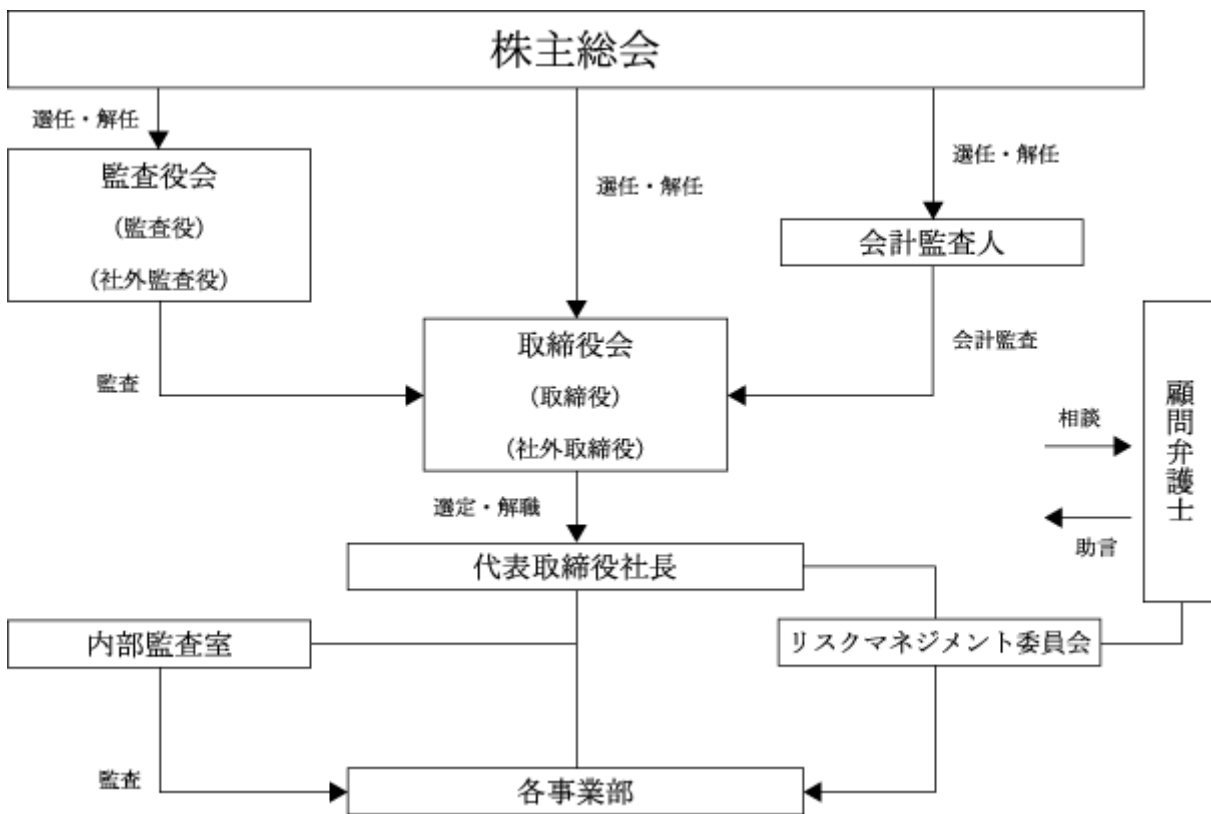 株主総会
選任・解任
監査役会
(監査役)
(社外監査役)
選任・解任
選任・解任
会計監査人
監査
取締役会
(取締役)
(社外取締役)
会計監査
相談
助言
顧問弁護士
選定・解職
代表取締役社長
内部監査室
リスクマネジメント委員会
監査
各事業部